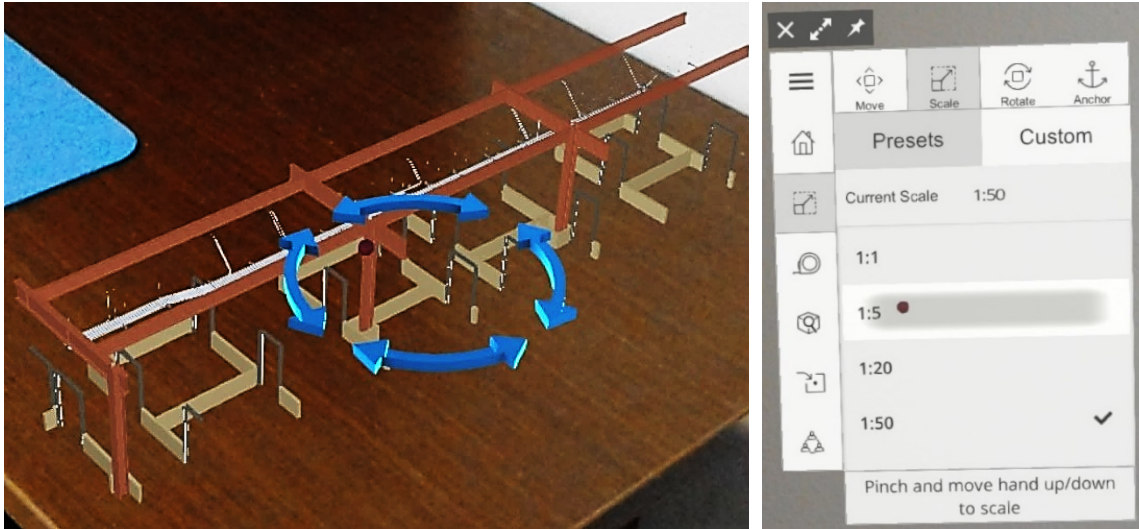 Move
Scale
Rotate
Anchor
Presets
Custom
Current Scale 1:50
1:1
1:5
1:20
1:50
Pinch and move hand up/down
to scale